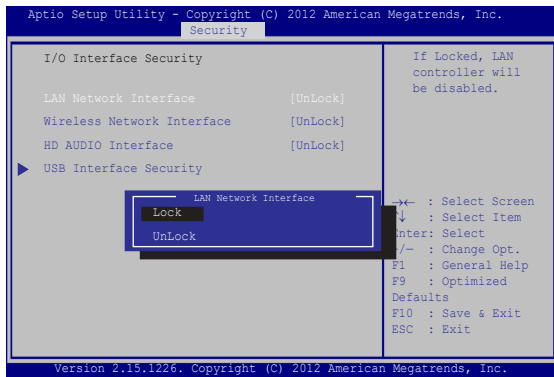 Aptio Setup Utility - Copyright (C) 2012 American Megatrends, Inc.
Security
I/O Interface Security
LAN Network Interface [UnLock]
Wireless Network Interface [UnLock]
HD AUDIO Interface [UnLock]
USB Interface Security
LAN Network Interface
Lock
UnLock
If Locked, LAN
controller will
be disabled.
→← : Select Screen
↑↓ : Select Item
Enter: Select
+/— : Change Opt.
F1 : General Help
F9 : Optimized
Defaults
F10 : Save & Exit
ESC : Exit
Version 2.15.1226. Copyright (C) 2012 American Megatrends, Inc.